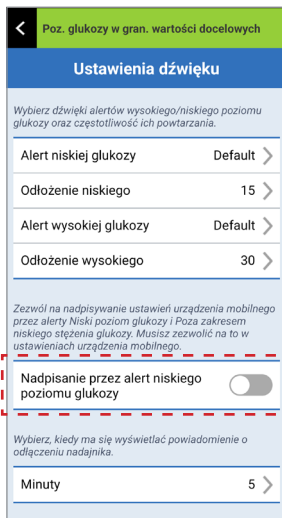 Poz. glukozy w gran. wartości docelowych
Ustawienia dźwięku
Wybierz dźwięki alertów wysokiego/niskiego poziomu
glukozy oraz częstotliwość ich powtarzania.
Alert niskiej glukozy Default
Odłożenie niskiego 15
Alert wysokiej glukozy Default
Odłożenie wysokiego 30
Zezwól na nadpisywanie ustawień urządzenia mobilnego
przez alerty Niski poziom glukozy i Poza zakresem
niskiego stężenia glukozy. Musisz zezwolić na to w
ustawieniach urządzenia mobilnego.
Nadpisanie przez alert niskiego
poziomu glukozy
Wybierz, kiedy ma się wyświetlać powiadomienie o
odłączeniu nadajnika.
Minuty 5